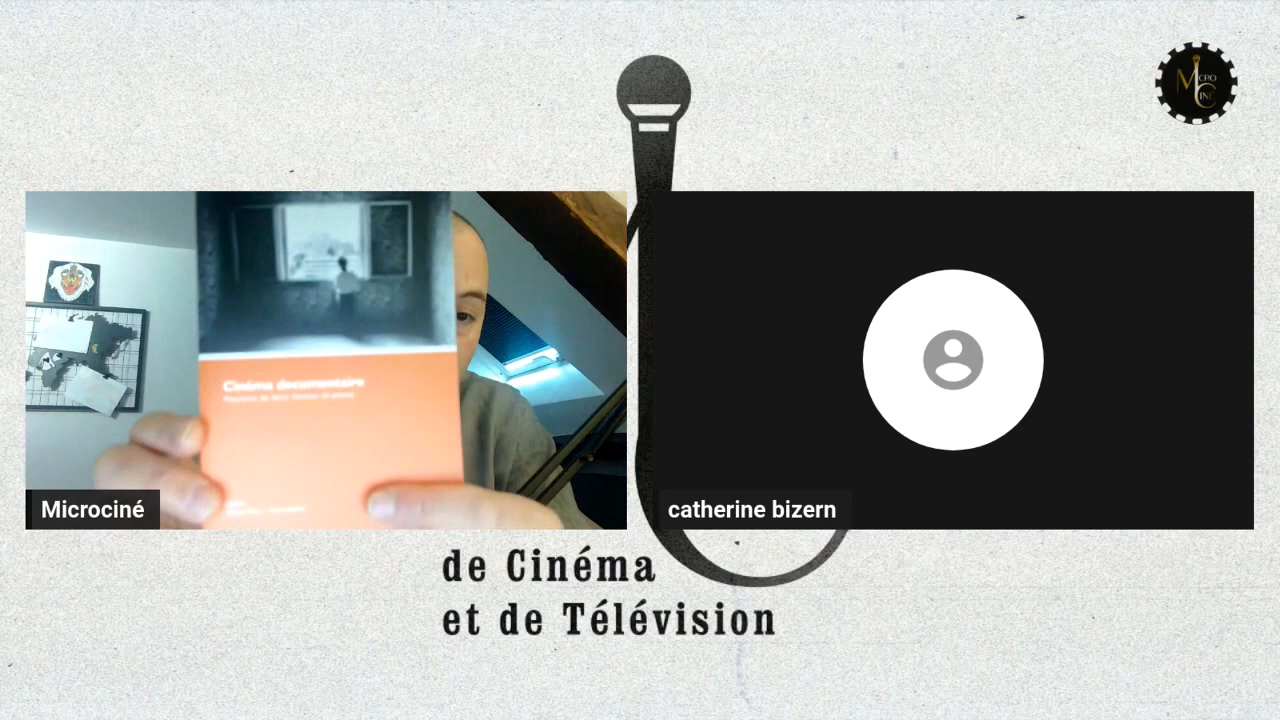 Cinéma documentaire
Microciné
catherine bizern
de Cinéma
et de Télévision